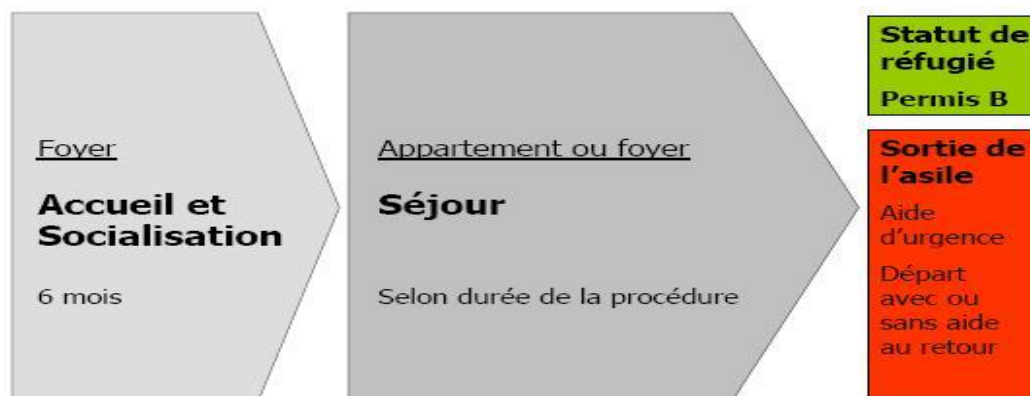 Foyer
Accueil et
Socialisation
6 mois
Appartement ou foyer
Séjour
Selon durée de la procédure
Statut de
réfugié
Permis B
Sortie de
l'asile
Aide
d'urgence
Départ
avec ou
sans aide
au retour